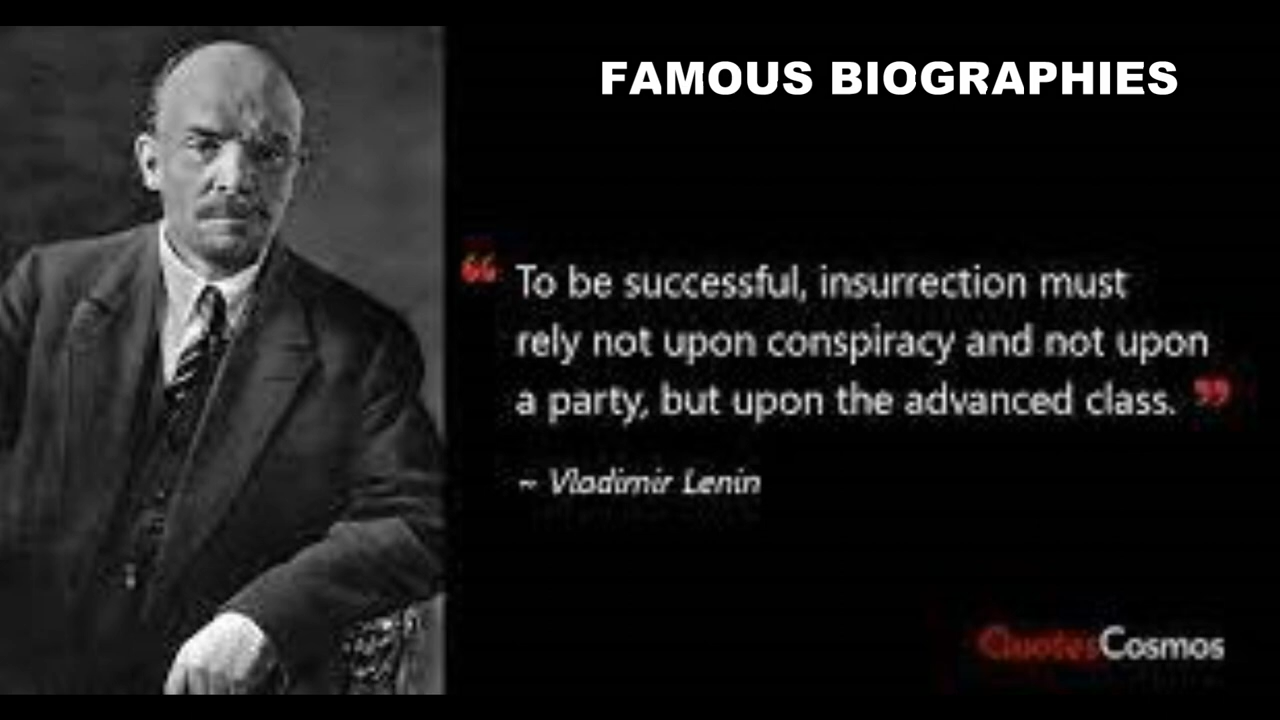 FAMOUS BIOGRAPHIES
“ To be successful, insurrection must
rely not upon conspiracy and not upon
a party, but upon the advanced class. ”
~ Vladimir Lenin
QuotesCosmos